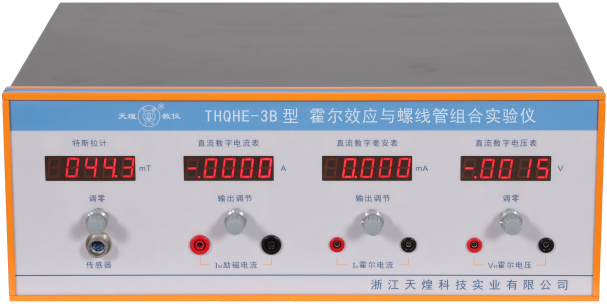 天煌 教仪 ® THQHE-3B 型 霍尔效应与螺线管组合实验仪
特斯拉计 直流数字电流表 直流数字毫安表 直流数字电压表
044.3 mT -.0000 A 0.000 mA -.0015 V
调零 输出调节 输出调节 调零
传感器 IM励磁电流 Is霍尔电流 VH霍尔电压
浙江天煌科技实业有限公司